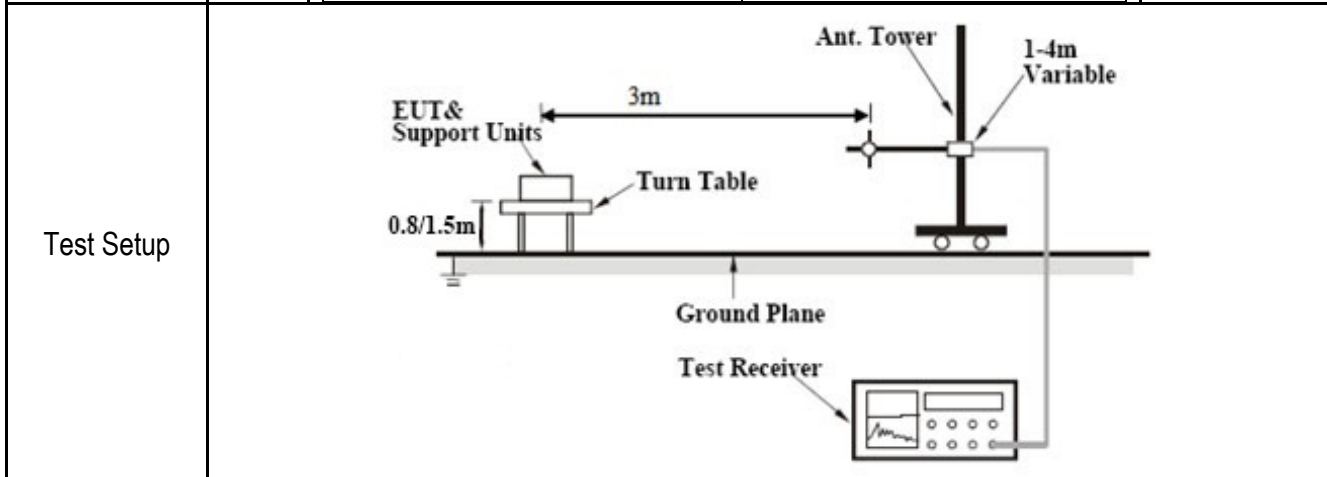 Test Setup
Ant. Tower
1-4m
Variable
3m
EUT&
Support Units
Turn Table
0.8/1.5m
Ground Plane
Test Receiver